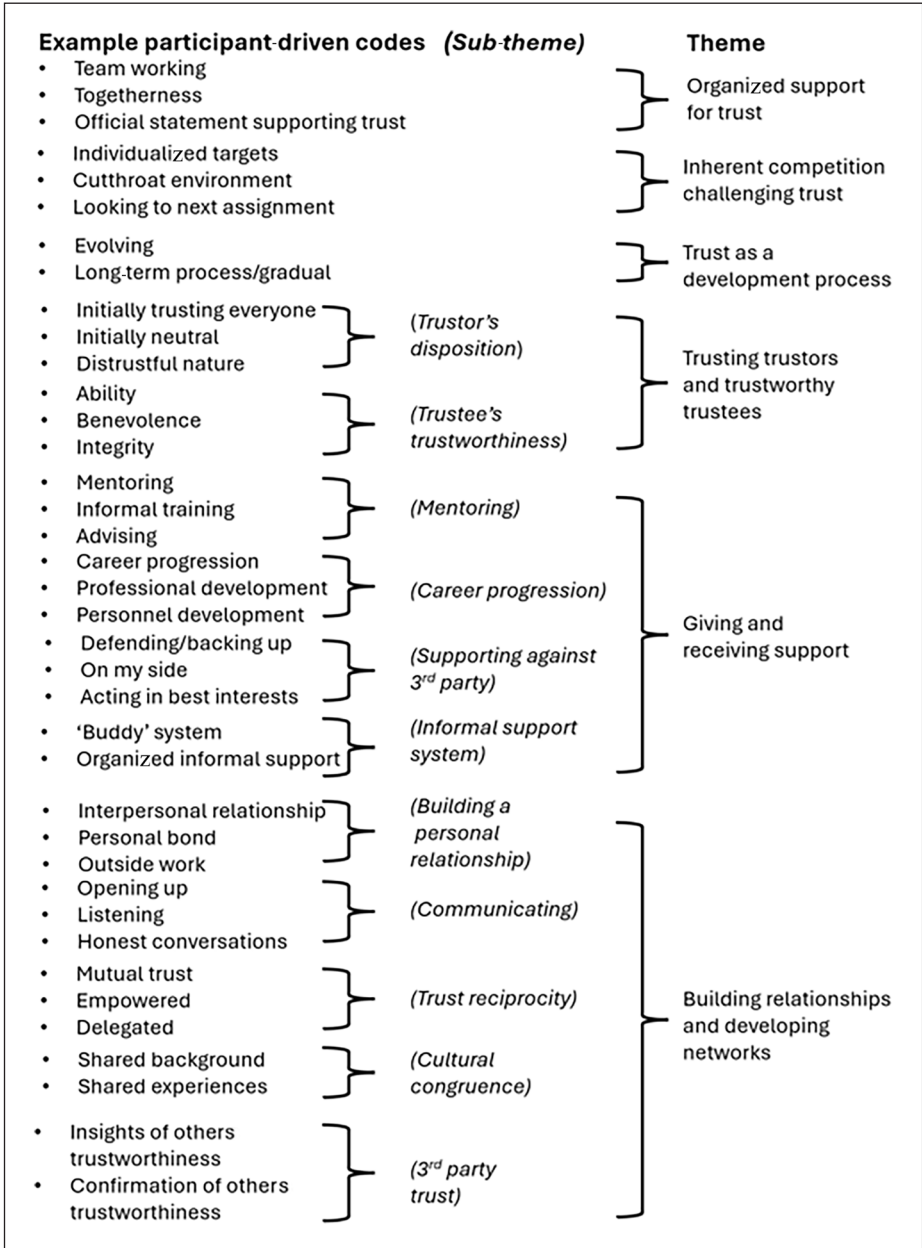 Example participant-driven codes (Sub-theme) Theme
• Team working
• Togetherness
• Official statement supporting trust
Organized support
for trust
• Individualized targets
• Cutthroat environment
• Looking to next assignment
Inherent competition
challenging trust
• Evolving
• Long-term process/gradual
Trust as a
development process
• Initially trusting everyone
• Initially neutral
• Distrustful nature
(Trustor's
disposition)
• Ability
• Benevolence
• Integrity
(Trustee's
trustworthiness)
Trusting trustors
and trustworthy
trustees
• Mentoring
• Informal training
• Advising
(Mentoring)
• Career progression
• Professional development
• Personnel development
(Career progression)
• Defending/backing up
• On my side
• Acting in best interests
(Supporting against
3rd party)
• ‘Buddy’ system
• Organized informal support
(Informal support
system)
Giving and
receiving support
• Interpersonal relationship
• Personal bond
• Outside work
(Building a
personal
relationship)
• Opening up
• Listening
• Honest conversations
(Communicating)
• Mutual trust
• Empowered
• Delegated
(Trust reciprocity)
• Shared background
• Shared experiences
(Cultural
congruence)
• Insights of others
trustworthiness
• Confirmation of others
trustworthiness
(3rd party
trust)
Building relationships
and developing
networks